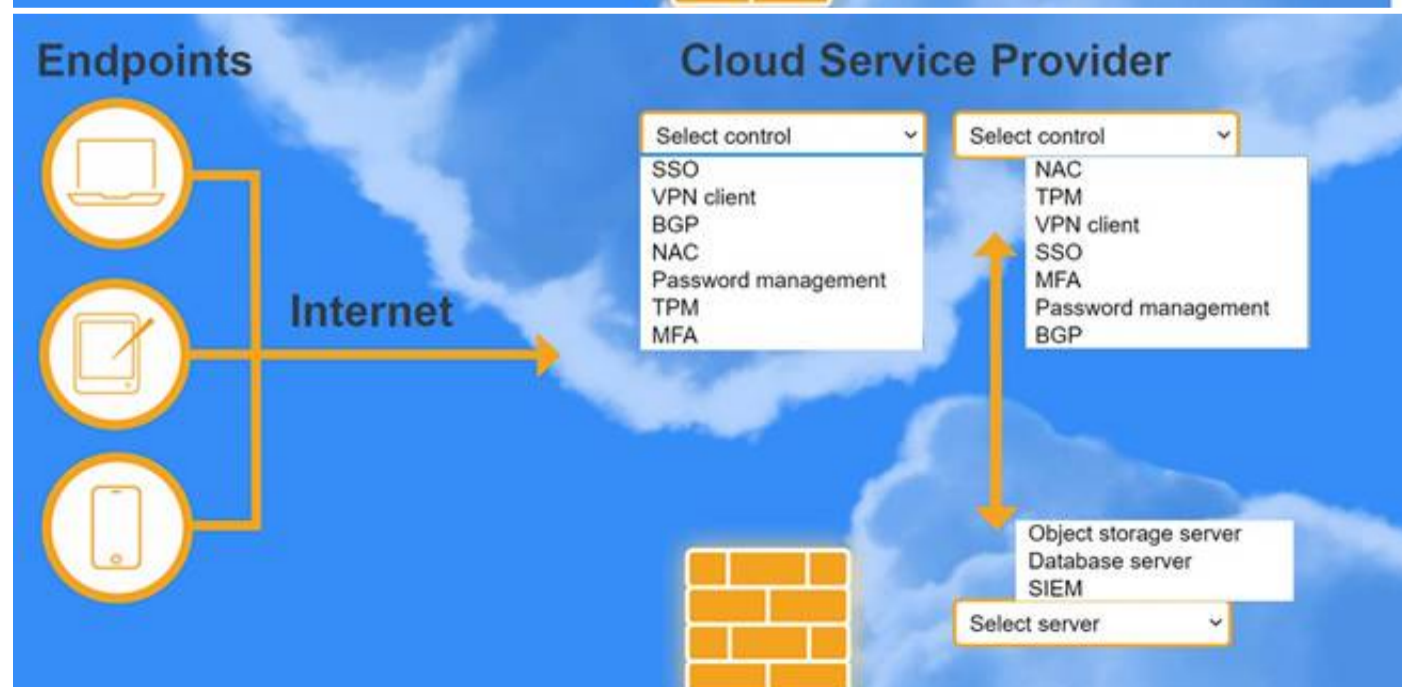 Endpoints
Cloud Service Provider
Select control
SSO
VPN client
BGP
NAC
Password management
TPM
MFA
Select control
NAC
TPM
VPN client
SSO
MFA
Password management
BGP
Internet
Object storage server
Database server
SIEM
Select server